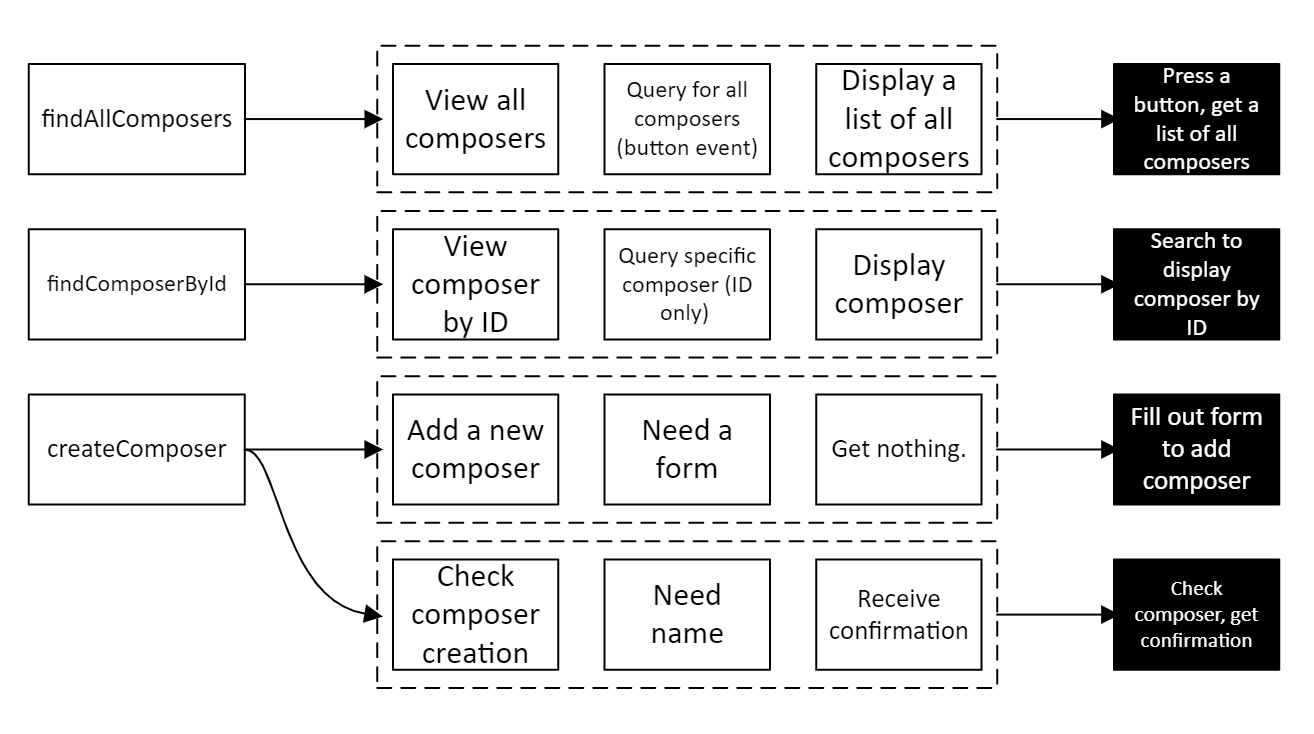 findAllComposers
View all
composers
Query for all
composers
(button event)
Display a
list of all
composers
Press a
button, get a
list of all
composers
findComposerById
View
composer
by ID
Query specific
composer (ID
only)
Display
composer
Search to
display
composer by
ID
createComposer
Add a new
composer
Need a
form
Get nothing.
Fill out form
to add
composer
Check
composer
creation
Need
name
Receive
confirmation
Check
composer, get
confirmation